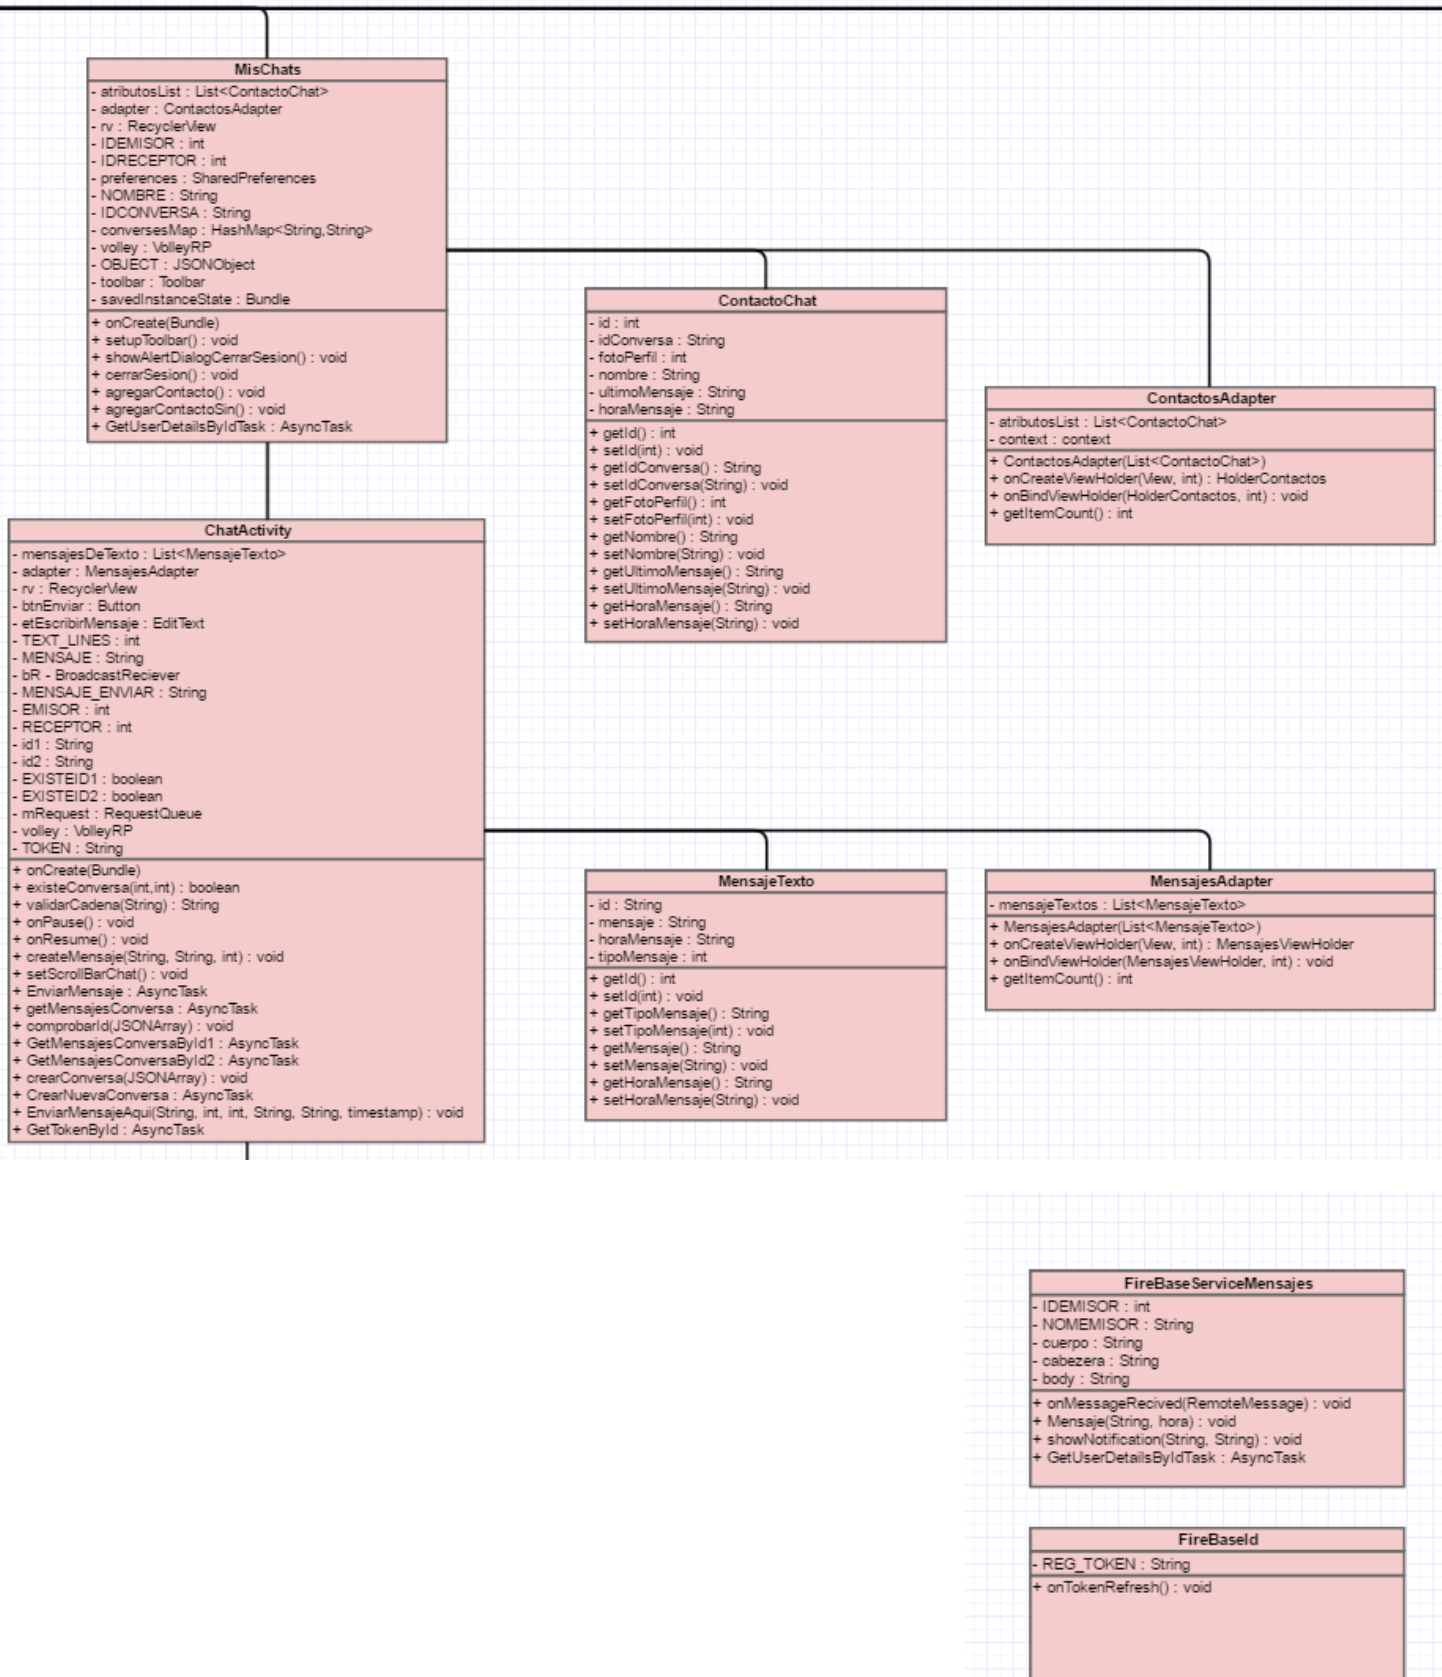 MisChats
- atributosList : List<ContactoChat>
- adapter : ContactosAdapter
- rv : RecyclerView
- IDEMISOR : int
- IDRECEPTOR : int
- preferences : SharedPreferences
- NOMBRE : String
- IDCONVERSA : String
- conversesMap : HashMap<String,String>
- volley : VolleyRP
- OBJECT : JSONObject
- toolbar : Toolbar
- savedInstanceState : Bundle
+ onCreate(Bundle)
+ setupToolbar() : void
+ showAlertDialogCerrarSesion() : void
+ cerrarSesion() : void
+ agregarContacto() : void
+ agregarContactoSin() : void
+ GetUserDetailsByIdTask : AsyncTask
ContactoChat
- id : int
- idConversa : String
- fotoPerfil : int
- nombre : String
- ultimoMensaje : String
- horaMensaje : String
+ getId() : int
+ setId(int) : void
+ getIdConversa() : String
+ setIdConversa(String) : void
+ getFotoPerfil() : int
+ setFotoPerfil(int) : void
+ getNombre() : String
+ setNombre(String) : void
+ getUltimoMensaje() : String
+ setUltimoMensaje(String) : void
+ getHoraMensaje() : String
+ setHoraMensaje(String) : void
ContactosAdapter
- atributosList : List<ContactoChat>
- context : context
+ ContactosAdapter(List<ContactoChat>)
+ onCreateViewHolder(View, int) : HolderContactos
+ onBindViewHolder(HolderContactos, int) : void
+ getItemCount() : int
ChatActivity
- mensajesDeTexto : List<MensajeTexto>
- adapter : MensajesAdapter
- rv : RecyclerView
- btnEnviar : Button
- etEscribirMensaje : EditText
- TEXT_LINES : int
- MENSAJE : String
- bR - BroadcastReciever
- MENSAJE_ENVIAR : String
- EMISOR : int
- RECEPTOR : int
- id1 : String
- id2 : String
- EXISTEID1 : boolean
- EXISTEID2 : boolean
- mRequest : RequestQueue
- volley : VolleyRP
- TOKEN : String
+ onCreate(Bundle)
+ existeConversa(int,int) : boolean
+ validarCadena(String) : String
+ onPause() : void
+ onResume() : void
+ createMensaje(String, String, int) : void
+ setScrollBarChat() : void
+ EnviarMensaje : AsyncTask
+ getMensajesConversa : AsyncTask
+ comprobarId(JSONArray) : void
+ GetMensajesConversaById1 : AsyncTask
+ GetMensajesConversaById2 : AsyncTask
+ crearConversa(JSONArray) : void
+ CrearNuevaConversa : AsyncTask
+ EnviarMensajeAqui(String, int, int, String, String, timestamp) : void
+ GetTokenById : AsyncTask
MensajeTexto
- id : String
- mensaje : String
- horaMensaje : String
- tipoMensaje : int
+ getId() : int
+ setId(int) : void
+ getTipoMensaje() : String
+ setTipoMensaje(int) : void
+ getMensaje() : String
+ setMensaje(String) : void
+ getHoraMensaje() : String
+ setHoraMensaje(String) : void
MensajesAdapter
- mensajeTextos : List<MensajeTexto>
+ MensajesAdapter(List<MensajeTexto>)
+ onCreateViewHolder(View, int) : MensajesViewHolder
+ onBindViewHolder(MensajesViewHolder, int) : void
+ getItemCount() : int
FireBaseServiceMensajes
- IDEMISOR : int
- NOMEMISOR : String
- cuerpo : String
- cabezera : String
- body : String
+ onMessageRecived(RemoteMessage) : void
+ Mensaje(String, hora) : void
+ showNotification(String, String) : void
+ GetUserDetailsByIdTask : AsyncTask
FireBaseId
- REG_TOKEN : String
+ onTokenRefresh() : void